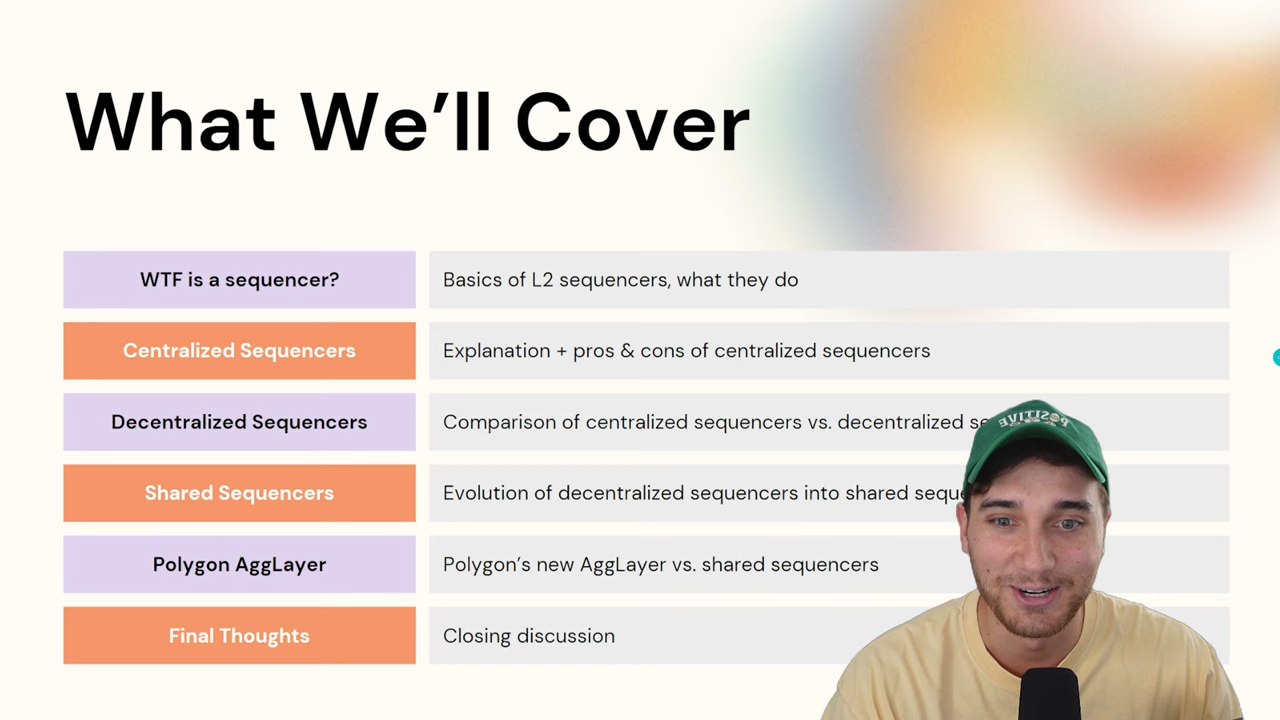 What We’ll Cover
WTF is a sequencer?
Basics of L2 sequencers, what they do
Centralized Sequencers
Explanation + pros & cons of centralized sequencers
Decentralized Sequencers
Comparison of centralized sequencers vs. decentralized
Shared Sequencers
Evolution of decentralized sequencers into shared
Polygon AggLayer
Polygon’s new AggLayer vs. shared sequencers
Final Thoughts
Closing discussion
POSITIVE